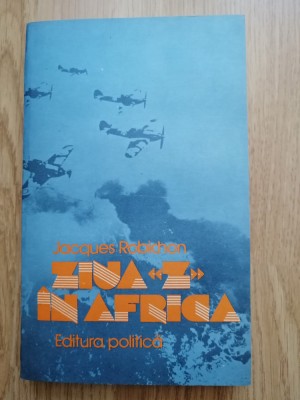 Jacques Robichon
ZIUA «Z»
ÎN AFRICA
Editura politică